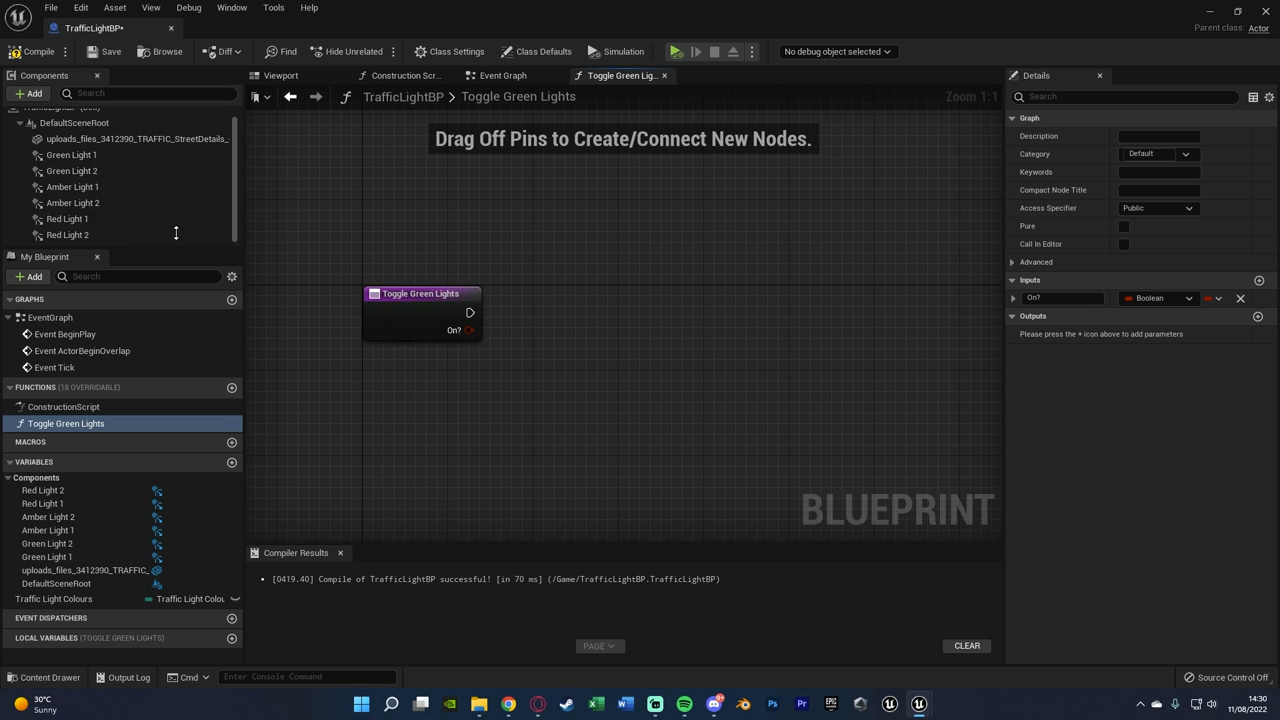 File Edit Asset View Debug Window Tools Help
TrafficLightBP*
Parent class: Actor
Compile Save Browse Diff Find Hide Unrelated Class Settings Class Defaults Simulation No debug object selected
Components
Viewport Construction Scr... Event Graph Toggle Green Lig...
Details
Add Search
TrafficLightBP > Toggle Green Lights
Zoom 1:1
Search
DefaultSceneRoot
uploads_files_3412390_TRAFFIC_StreetDetails_
Green Light 1
Green Light 2
Amber Light 1
Amber Light 2
Red Light 1
Red Light 2
My Blueprint
Add Search
GRAPHS
EventGraph
Event BeginPlay
Event ActorBeginOverlap
Event Tick
FUNCTIONS (18 OVERRIDABLE)
ConstructionScript
Toggle Green Lights
MACROS
VARIABLES
Components
Red Light 2
Red Light 1
Amber Light 2
Amber Light 1
Green Light 2
Green Light 1
uploads_files_3412390_TRAFFIC_
DefaultSceneRoot
Traffic Light Colours Traffic Light Colou
EVENT DISPATCHERS
LOCAL VARIABLES (TOGGLE GREEN LIGHTS)
Drag Off Pins to Create/Connect New Nodes.
Toggle Green Lights
On?
BLUEPRINT
Compiler Results
[0419.40] Compile of TrafficLightBP successful! [in 70 ms] (/Game/TrafficLightBP.TrafficLightBP)
PAGE
CLEAR
Graph
Description
Category Default
Keywords
Compact Node Title
Access Specifier Public
Pure
Call In Editor
Advanced
Inputs
On? Boolean
Outputs
Please press the + icon above to add parameters
Content Drawer Output Log Cmd Enter Console Command Source Control Off
30°C
Sunny
14:30
11/08/2022